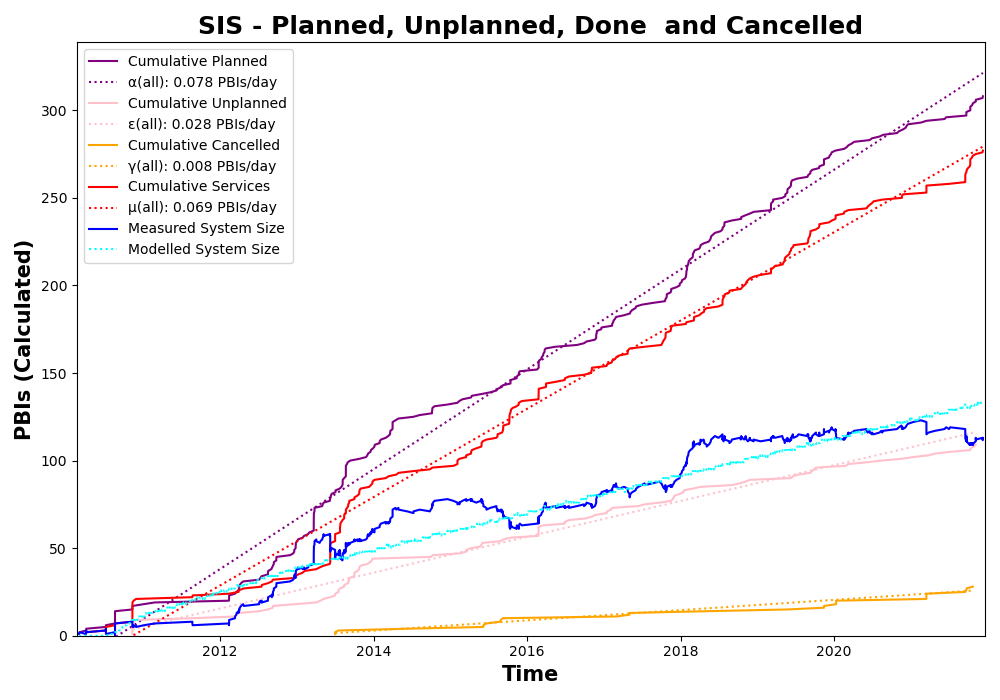 SIS - Planned, Unplanned, Done  and Cancelled
Cumulative Planned
α(all): 0.078 PBIs/day
Cumulative Unplanned
ε(all): 0.028 PBIs/day
Cumulative Cancelled
γ(all): 0.008 PBIs/day
Cumulative Services
μ(all): 0.069 PBIs/day
Measured System Size
Modelled System Size
PBIs (Calculated)
300
250
200
150
100
50
0
2012 2014 2016 2018 2020
Time